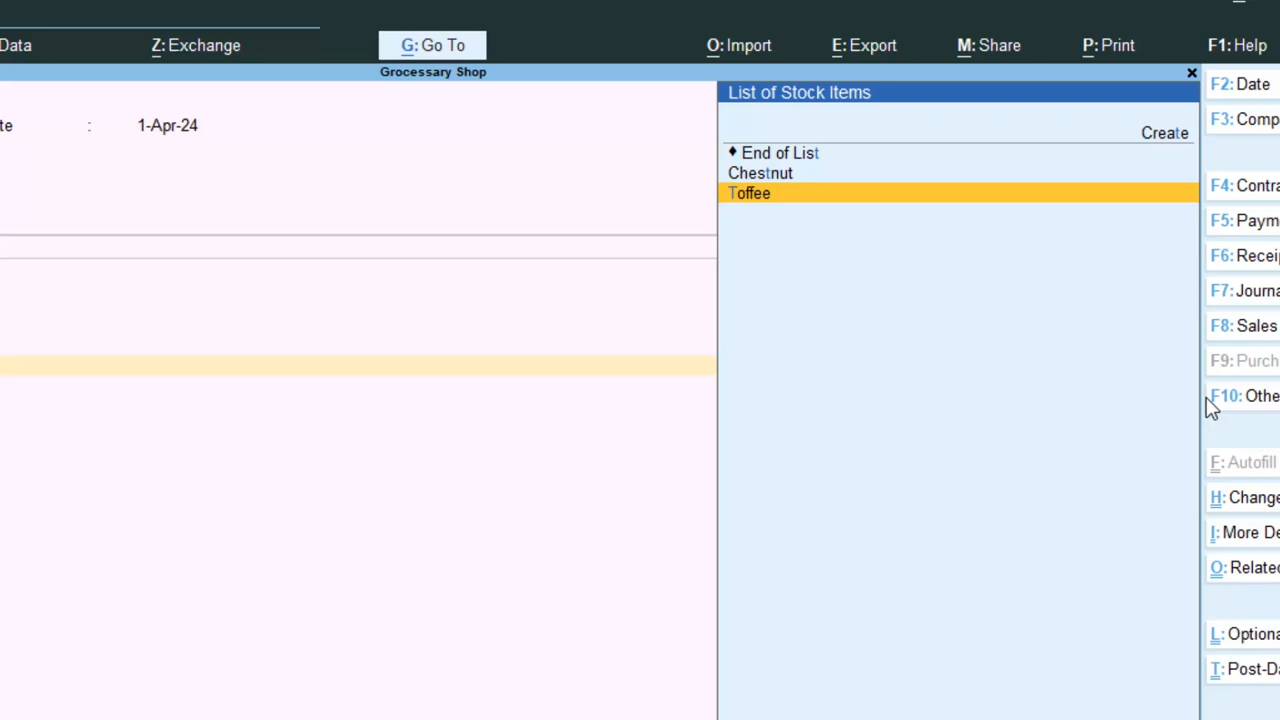 Data Z: Exchange G: Go To O: Import E: Export M: Share P: Print F1: Help
Grocessary Shop
te : 1-Apr-24
List of Stock Items
Create
♦ End of List
Chestnut
Toffee
F2: Date
F3: Comp
F4: Contra
F5: Paym
F6: Recei
F7: Journa
F8: Sales
F9: Purch
F10: Othe
F: Autofill
H: Change
I: More De
O: Related
L: Optiona
T: Post-Da